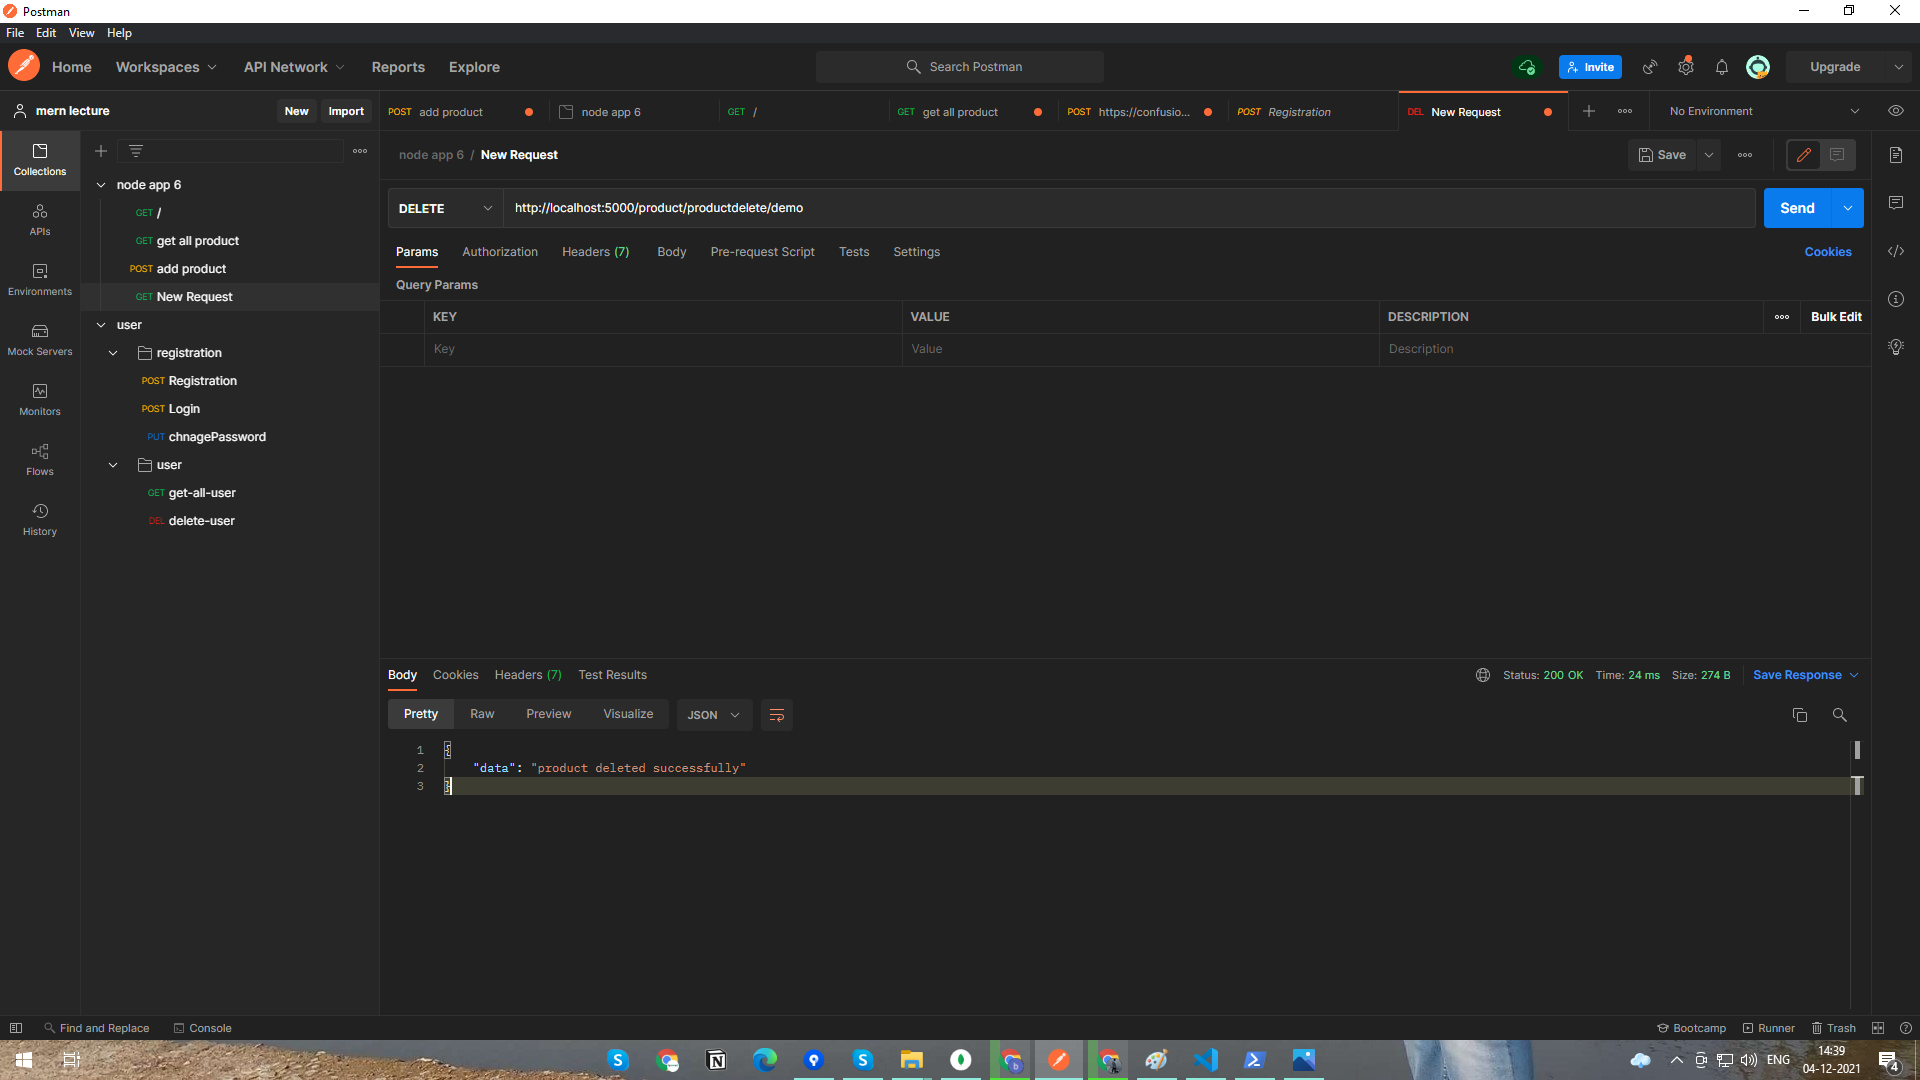 Postman
File Edit View Help
Home Workspaces API Network Reports Explore Search Postman Invite Upgrade
mern lecture New Import
POST add product node app 6 GET / GET get all product POST https://confusio... POST Registration DEL New Request No Environment
node app 6 / New Request Save
Collections
APIs
Environments
Mock Servers
Monitors
Flows
History
node app 6
GET /
GET get all product
POST add product
GET New Request
user
registration
POST Registration
POST Login
PUT chnagePassword
user
GET get-all-user
DEL delete-user
DELETE http://localhost:5000/product/productdelete/demo Send
Params Authorization Headers (7) Body Pre-request Script Tests Settings Cookies
Query Params
KEY VALUE DESCRIPTION Bulk Edit
Key Value Description
Body Cookies Headers (7) Test Results Status: 200 OK Time: 24 ms Size: 274 B Save Response
Pretty Raw Preview Visualize JSON
1 {
2 "data": "product deleted successfully"
3 }
Find and Replace Console Bootcamp Runner Trash
ENG 14:39
04-12-2021 4